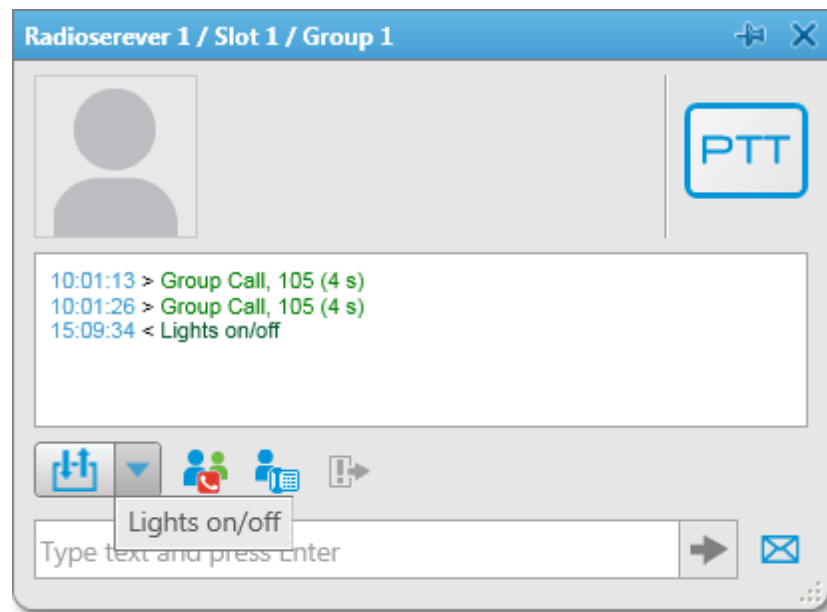 Radioserever 1 / Slot 1 / Group 1
PTT
10:01:13 > Group Call, 105 (4 s)
10:01:26 > Group Call, 105 (4 s)
15:09:34 < Lights on/off
Lights on/off
Type text and press Enter